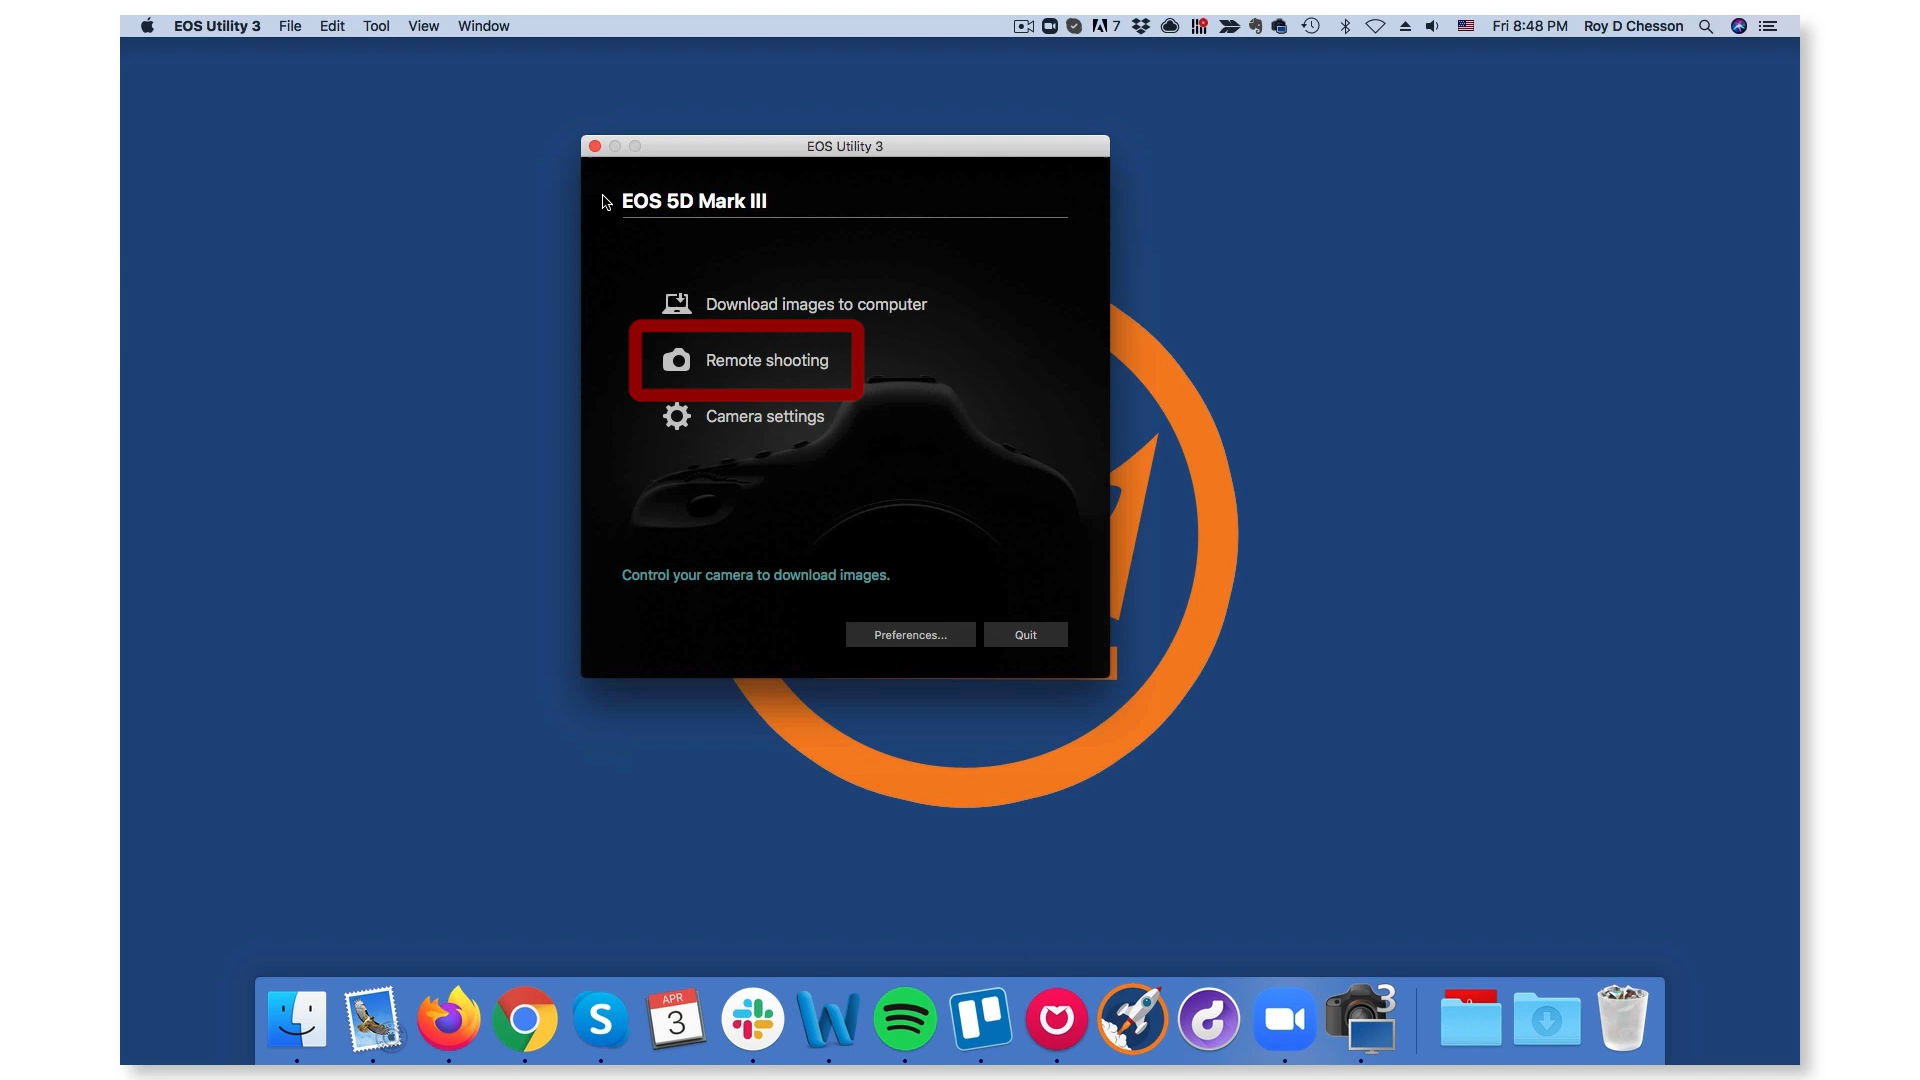 EOS Utility 3 File Edit Tool View Window 7 Fri 8:48 PM Roy D Chesson
EOS Utility 3
EOS 5D Mark III
Download images to computer
Remote shooting
Camera settings
Control your camera to download images.
Preferences... Quit
S
APR
3
W
3